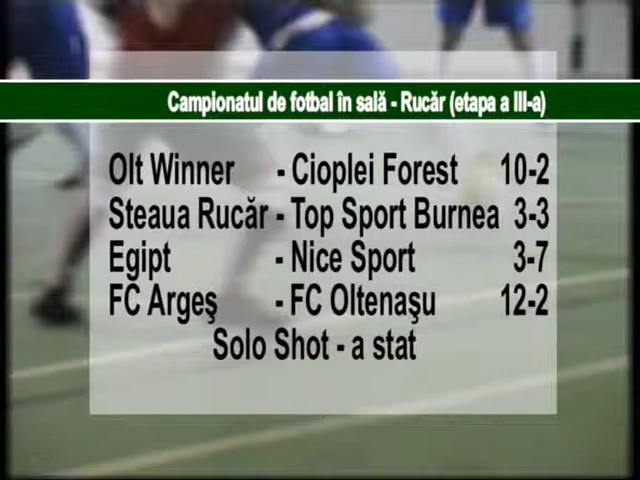 Campionatul de fotbal în sală - Rucăr (etapa a III-a)
Olt Winner - Cioplei Forest 10-2
Steaua Rucăr - Top Sport Burnea 3-3
Egipt - Nice Sport 3-7
FC Argeş - FC Oltenaşu 12-2
Solo Shot - a stat